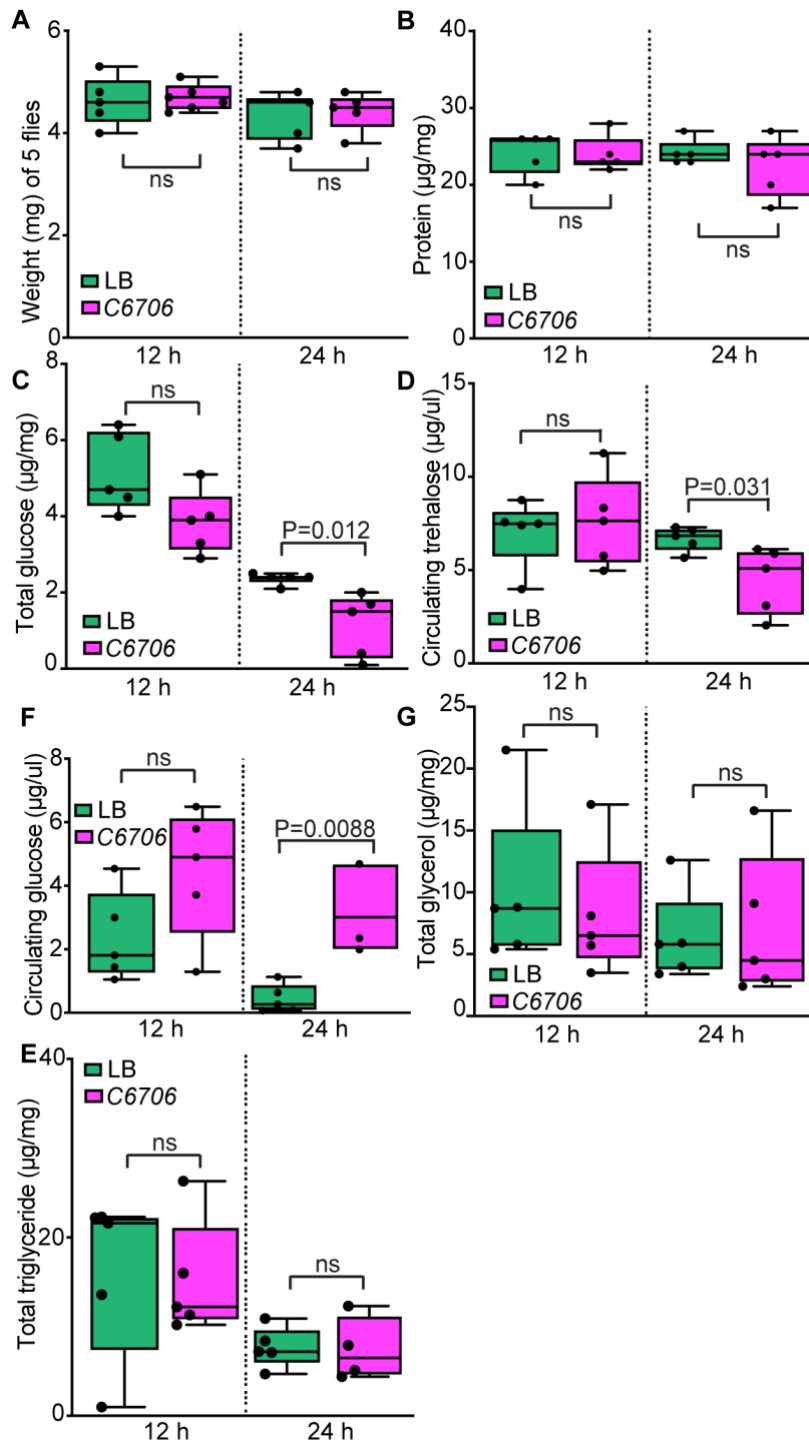 A
Weight (mg) of 5 flies
6
4
2
0
ns
ns
LB
C6706
12 h
24 h
B
Protein (µg/mg)
40
30
20
10
0
ns
ns
LB
C6706
12 h
24 h
C
Total glucose (µg/mg)
8
6
4
2
0
ns
P=0.012
LB
C6706
12 h
24 h
D
Circulating trehalose (µg/ul)
15
10
5
0
ns
P=0.031
LB
C6706
12 h
24 h
F
Circulating glucose (µg/ul)
8
6
4
2
0
ns
P=0.0088
LB
C6706
12 h
24 h
G
Total glycerol (µg/mg)
25
20
15
10
5
0
ns
ns
LB
C6706
12 h
24 h
E
Total triglyceride (µg/mg)
40
20
0
LB
C6706
ns
ns
12 h
24 h